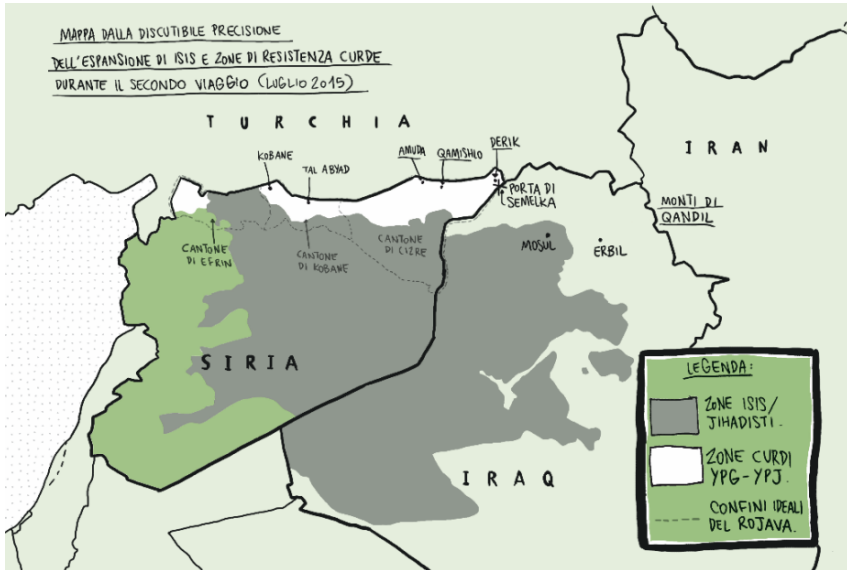 MAPPA DALLA DISCUTIBILE PRECISIONE
DELL'ESPANSIONE DI ISIS E ZONE DI RESISTENZA CURDE
DURANTE IL SECONDO VIAGGIO (LUGLIO 2015)
TURCHIA
IRAN
KOBANE
TAL ABYAD
AMUDA
QAMISHLO
DERIK
PORTA DI
SEMELKA
MONTI DI
QANDIL
CANTONE
DI EFRIN
CANTONE
DI KOBANE
CANTONE
DI CIZRE
MOSUL
ERBIL
SIRIA
IRAQ
LEGENDA:
ZONE ISIS/
JIHADISTI.
ZONE CURDI
YPG-YPJ.
CONFINI IDEALI
DEL ROJAVA.